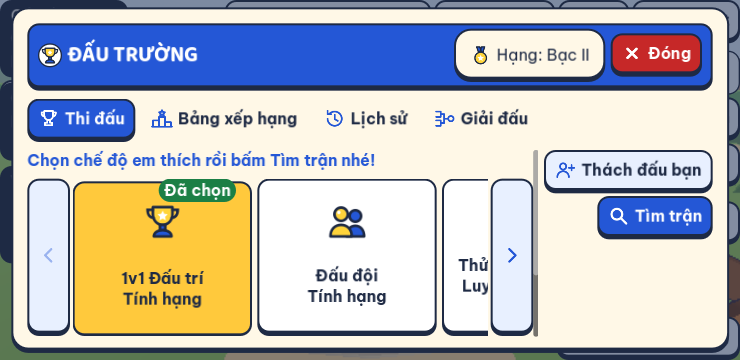 ĐẤU TRƯỜNG
Hạng: Bạc II
Đóng
Thi đấu
Bảng xếp hạng
Lịch sử
Giải đấu
Chọn chế độ em thích rồi bấm Tìm trận nhé!
Thách đấu bạn
Tìm trận
Đã chọn
1v1 Đấu trí
Tính hạng
Đấu đội
Tính hạng
Thử
Luy